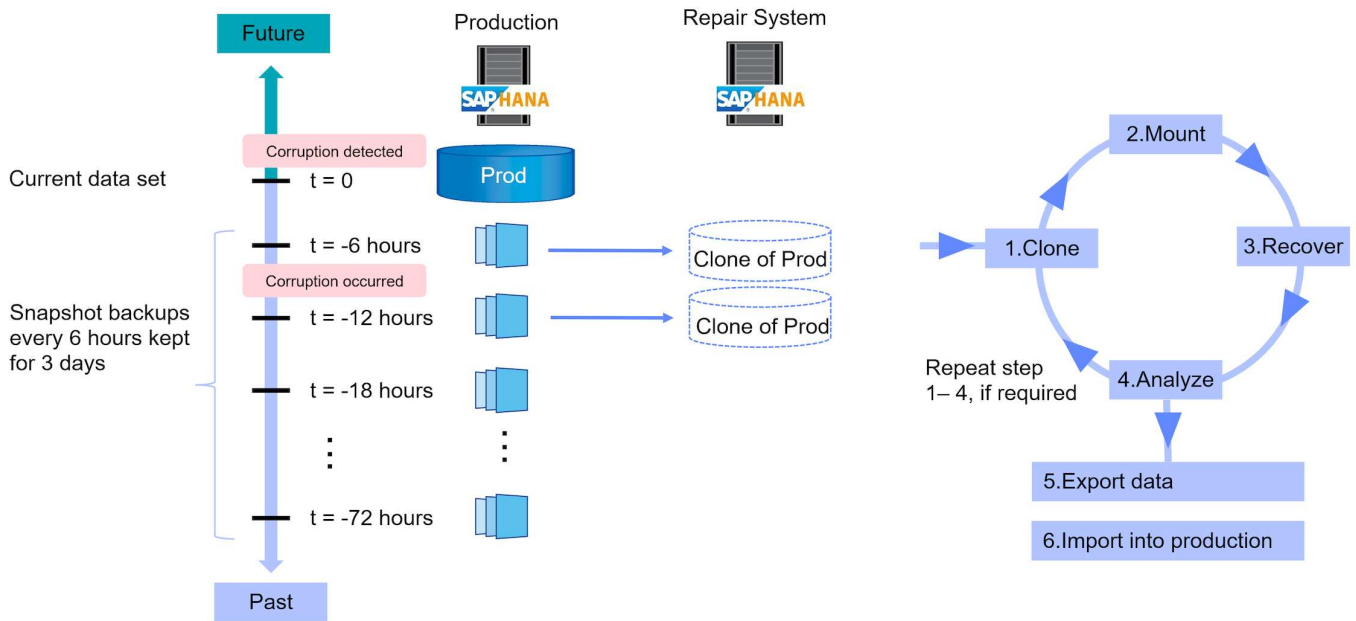 Future
Production
Repair System
SAP HANA
SAP HANA
Corruption detected
Current data set
t = 0
Prod
t = -6 hours
Clone of Prod
Corruption occurred
Snapshot backups
every 6 hours kept
for 3 days
t = -12 hours
Clone of Prod
t = -18 hours
t = -72 hours
Past
1.Clone
2.Mount
3.Recover
4.Analyze
Repeat step
1– 4, if required
5.Export data
6.Import into production